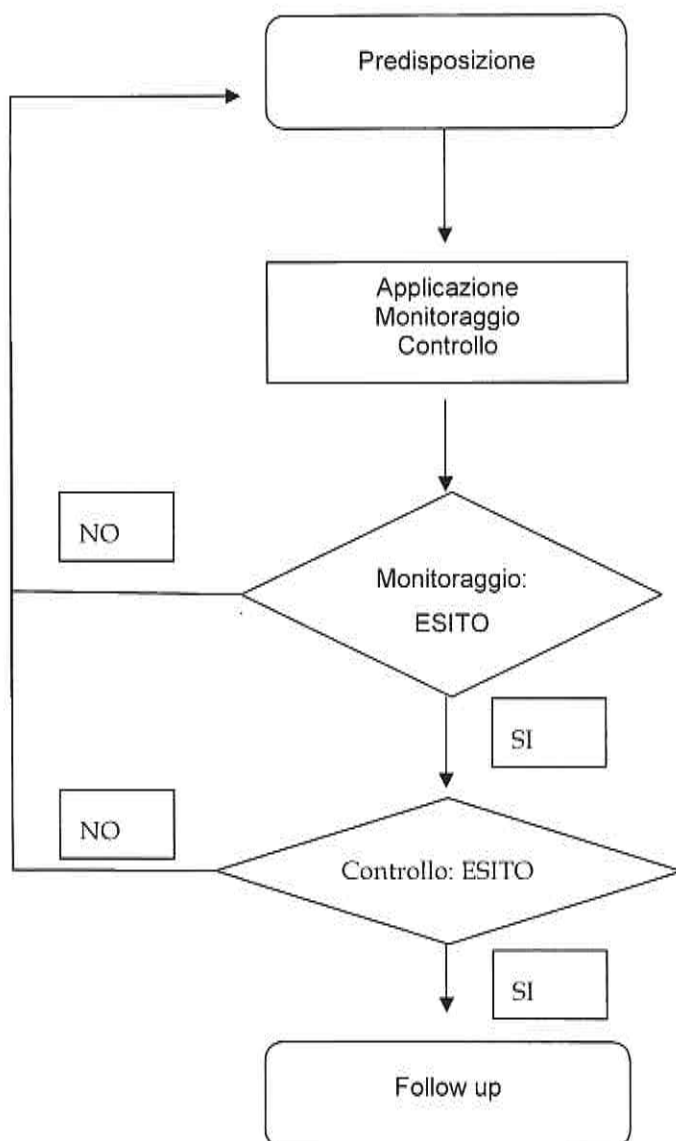 Predisposizione
Applicazione
Monitoraggio
Controllo
NO
Monitoraggio:
ESITO
SI
NO
Controllo: ESITO
SI
Follow up